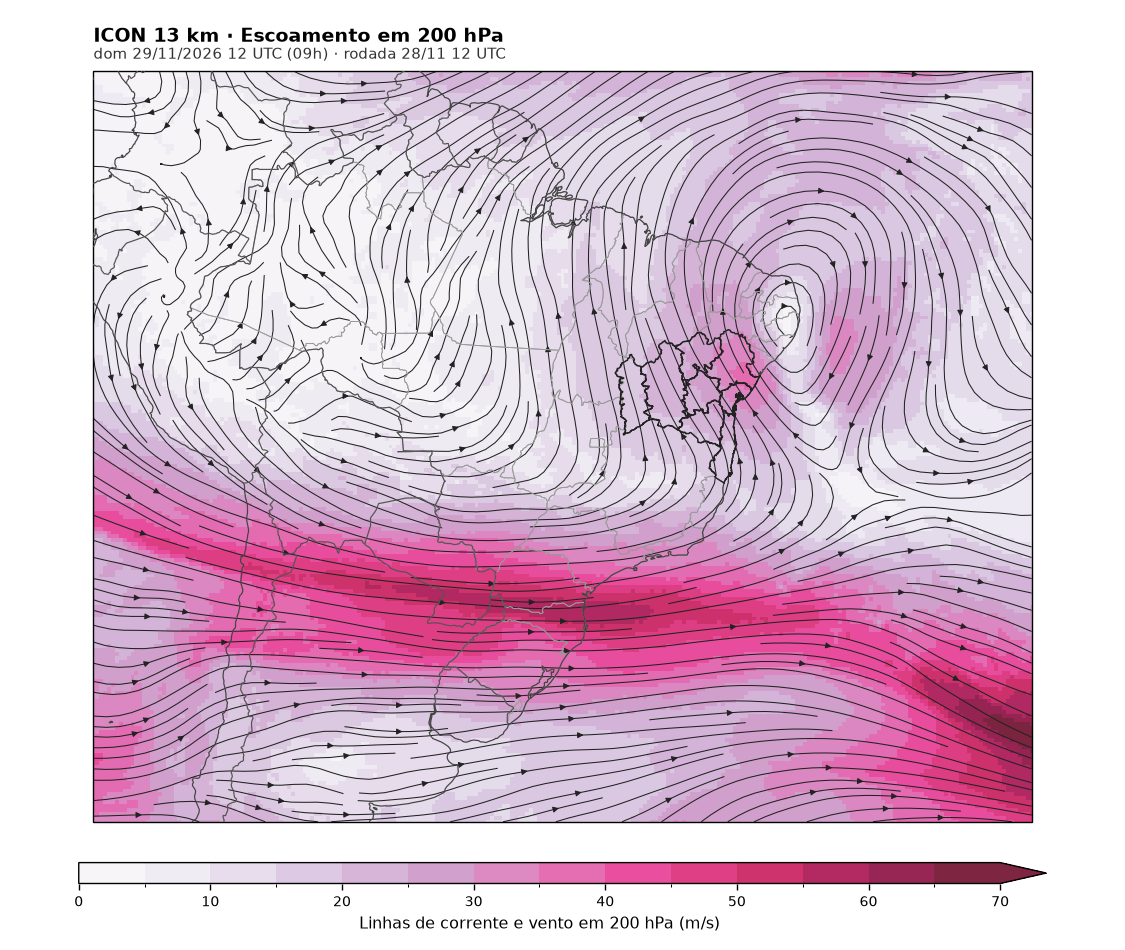 ICON 13 km · Escoamento em 200 hPa
dom 29/11/2026 12 UTC (09h) · rodada 28/11 12 UTC
0 10 20 30 40 50 60 70
Linhas de corrente e vento em 200 hPa (m/s)